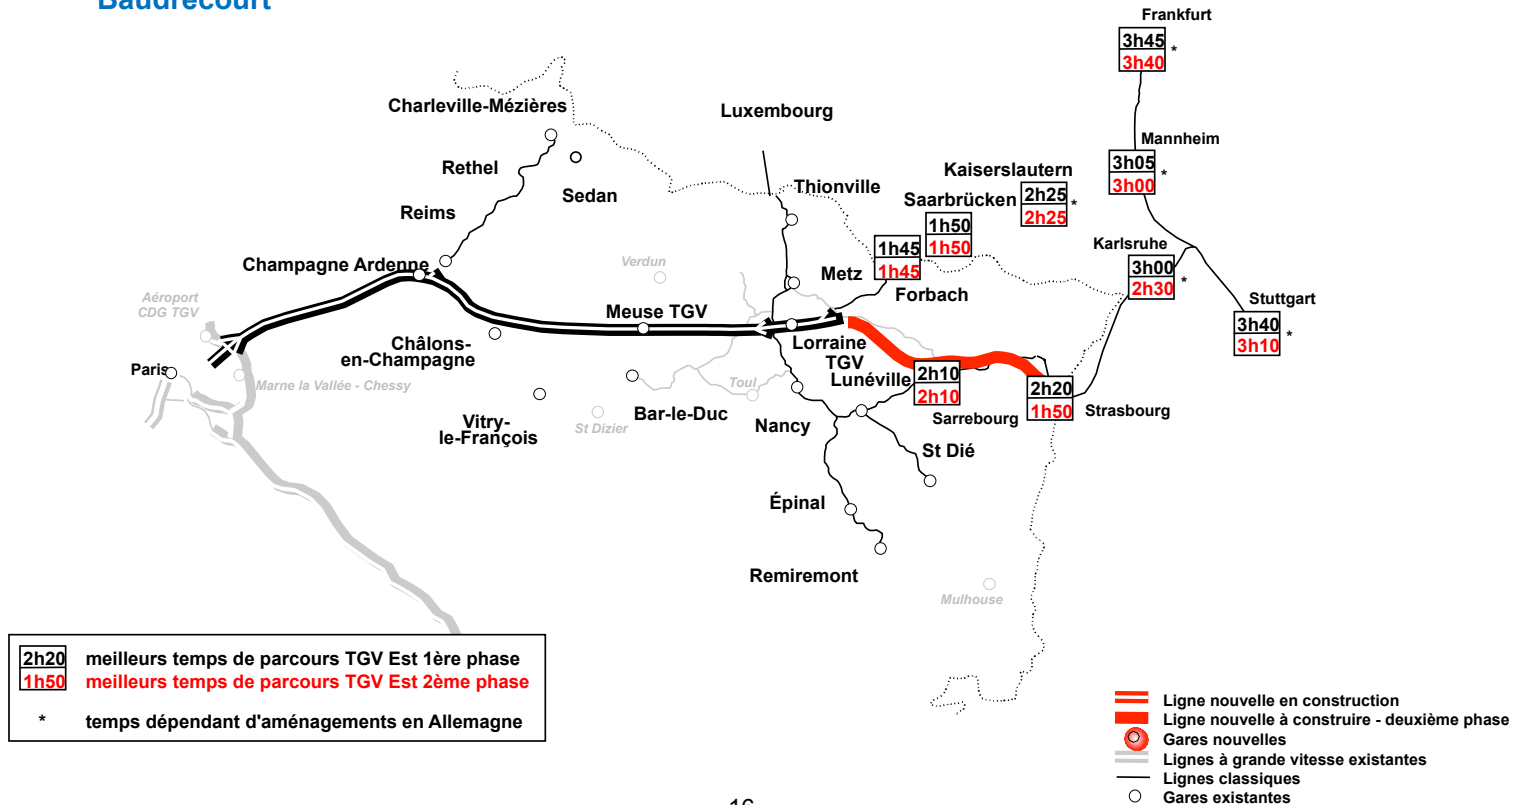 Baudrecourt
Frankfurt
3h45
*
3h40
Charleville-Mézières
Luxembourg
Mannheim
3h05
3h00
*
Rethel
Kaiserslautern
2h25
*
2h25
Thionville
Sedan
Saarbrücken
1h50
1h50
Reims
Karlsruhe
3h00
2h30
*
1h45
1h45
Champagne Ardenne
Verdun
Metz
Forbach
Aéroport
CDG TGV
Meuse TGV
Stuttgart
3h40
3h10
*
Châlons-
en-Champagne
Lorraine
TGV
Paris
Marne la Vallée - Chessy
Toul
Lunéville
2h10
2h10
2h20
1h50
Strasbourg
Bar-le-Duc
Sarrebourg
Vitry-
le-François
St Dizier
Nancy
St Dié
Épinal
Remiremont
Mulhouse
2h20 meilleurs temps de parcours TGV Est 1ère phase
1h50 meilleurs temps de parcours TGV Est 2ème phase
* temps dépendant d'aménagements en Allemagne
Ligne nouvelle en construction
Ligne nouvelle à construire - deuxième phase
Gares nouvelles
Lignes à grande vitesse existantes
Lignes classiques
Gares existantes
16